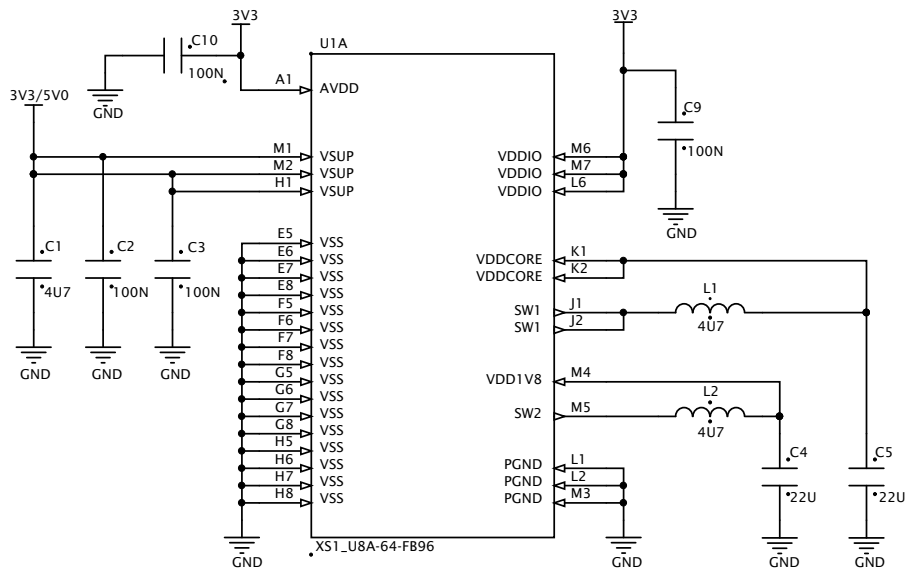 3V3
3V3
C10
U1A
100N
A1
AVDD
GND
3V3/5V0
C9
100N
M1
VSUP
M2
VSUP
H1
VSUP
VDDIO
M6
VDDIO
M7
VDDIO
L6
GND
E5
VSS
E6
VSS
E7
VSS
E8
VSS
F5
VSS
F6
VSS
F7
VSS
F8
VSS
G5
VSS
G6
VSS
G7
VSS
G8
VSS
H5
VSS
H6
VSS
H7
VSS
H8
VSS
C1
4U7
C2
100N
C3
100N
GND
GND
GND
VDDCORE
K1
VDDCORE
K2
SW1
J1
SW1
J2
L1
4U7
VDD1V8
M4
SW2
M5
L2
4U7
C4
22U
C5
22U
PGND
L1
PGND
L2
PGND
M3
GND
XS1_U8A-64-FB96
GND
GND
GND